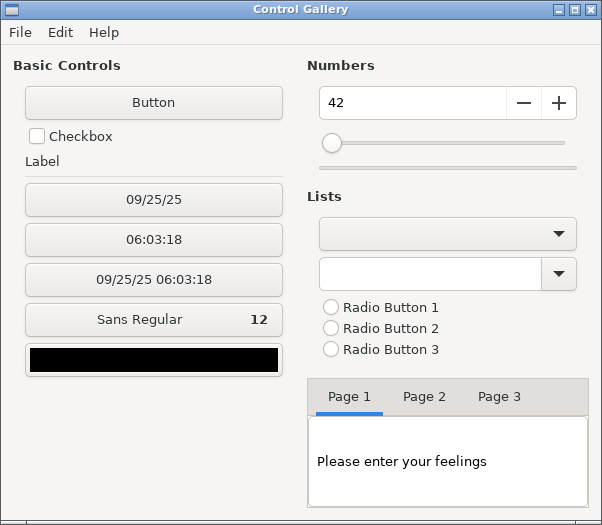 Control Gallery
File Edit Help
Basic Controls
Button
Checkbox
Label
09/25/25
06:03:18
09/25/25 06:03:18
Sans Regular 12
Numbers
42
Lists
Radio Button 1
Radio Button 2
Radio Button 3
Page 1 Page 2 Page 3
Please enter your feelings